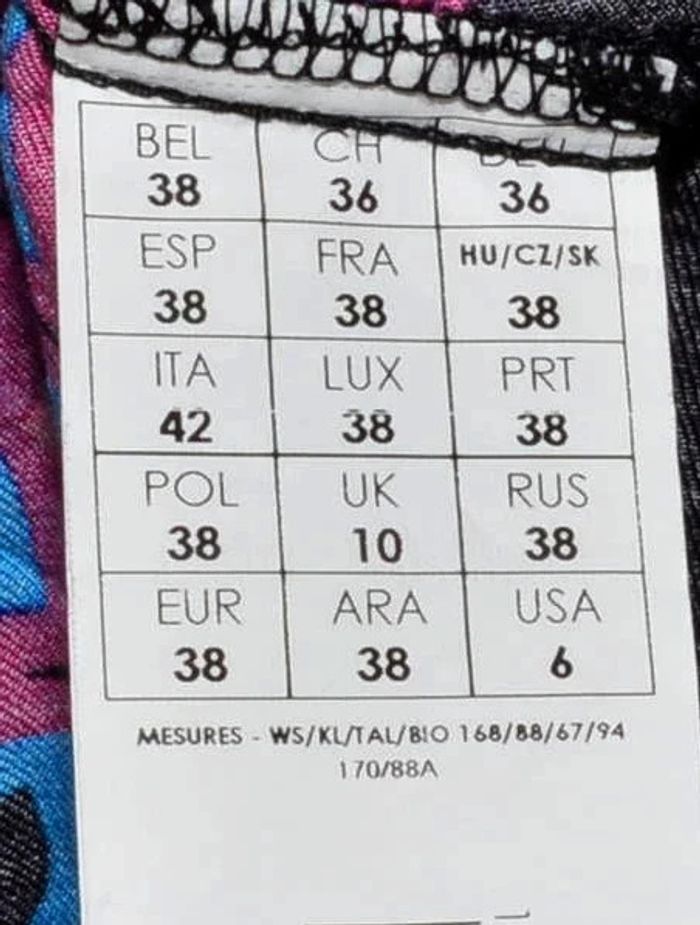 BEL CH DEU
38 36 36
ESP FRA HU/CZ/SK
38 38 38
ITA LUX PRT
42 38 38
POL UK RUS
38 10 38
EUR ARA USA
38 38 6
MESURES - WS/KL/TAL/BIO 168/88/67/94
170/88A